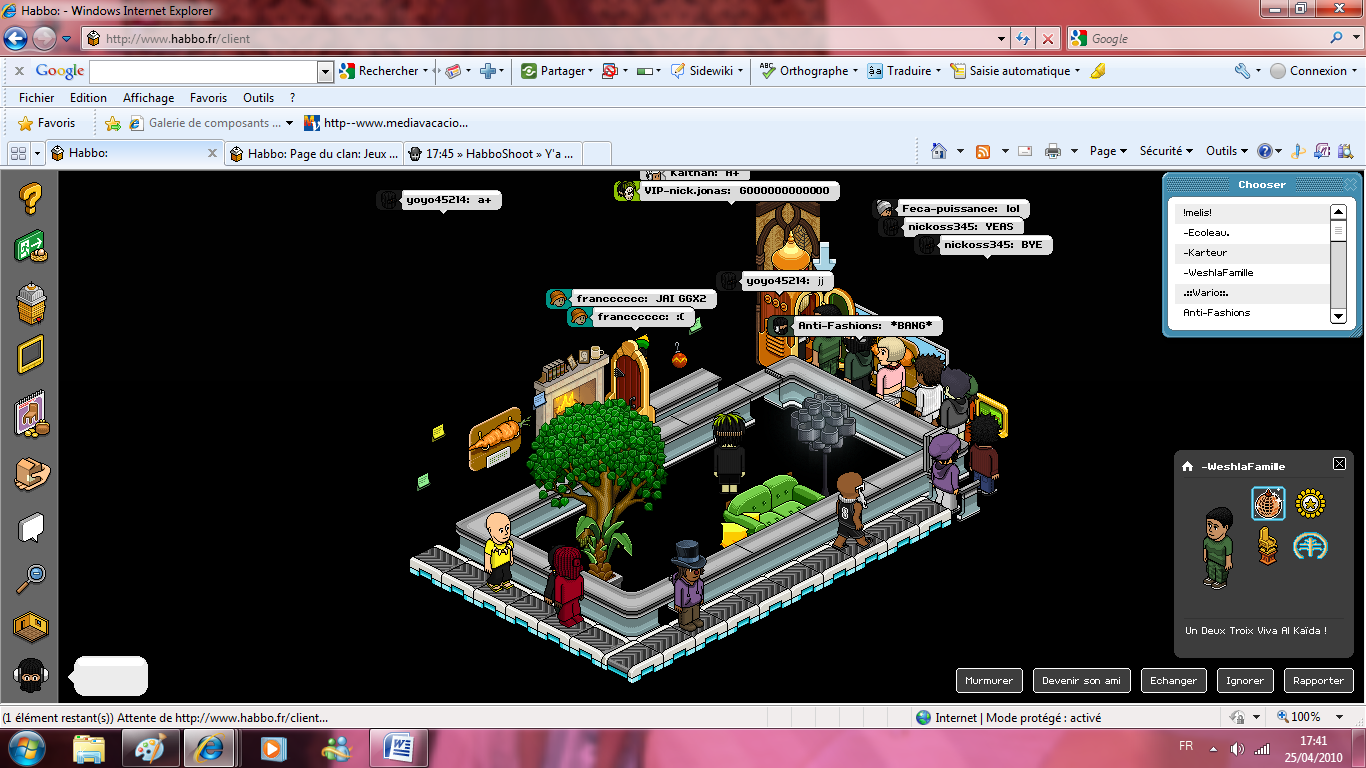 Habbo: - Windows Internet Explorer
http://www.habbo.fr/client
Google
Google
Rechercher
Partager
Sidewiki
ABC
Orthographe
Traduire
Saisie automatique
Connexion
Fichier Edition Affichage Favoris Outils ?
Favoris
Galerie de composants ...
http--www.mediavacacio...
Habbo:
Habbo: Page du clan: Jeux ...
17:45 » HabboShoot » Y'a ...
Page
Sécurité
Outils
Kaithan: A+
VIP-nick.jonas: GOOOOOOOOOOOO
yoyo45214: a+
Feca-puissance: lol
nickoss345: YEAS
nickoss345: BYE
yoyo45214: jj
francccccc: JAI GGX2
francccccc: :(
Anti-Fashions: *BANG*
Chooser
!melis!
-Ecoleau.
-Karteur
-WeshlaFamille
.::Wario::.
Anti-Fashions
-WeshlaFamille
Un Deux Troix Viva Al Kaïda !
Murmurer
Devenir son ami
Echanger
Ignorer
Rapporter
(1 élément restant(s)) Attente de http://www.habbo.fr/client...
Internet | Mode protégé : activé
100%
FR
17:41
25/04/2010